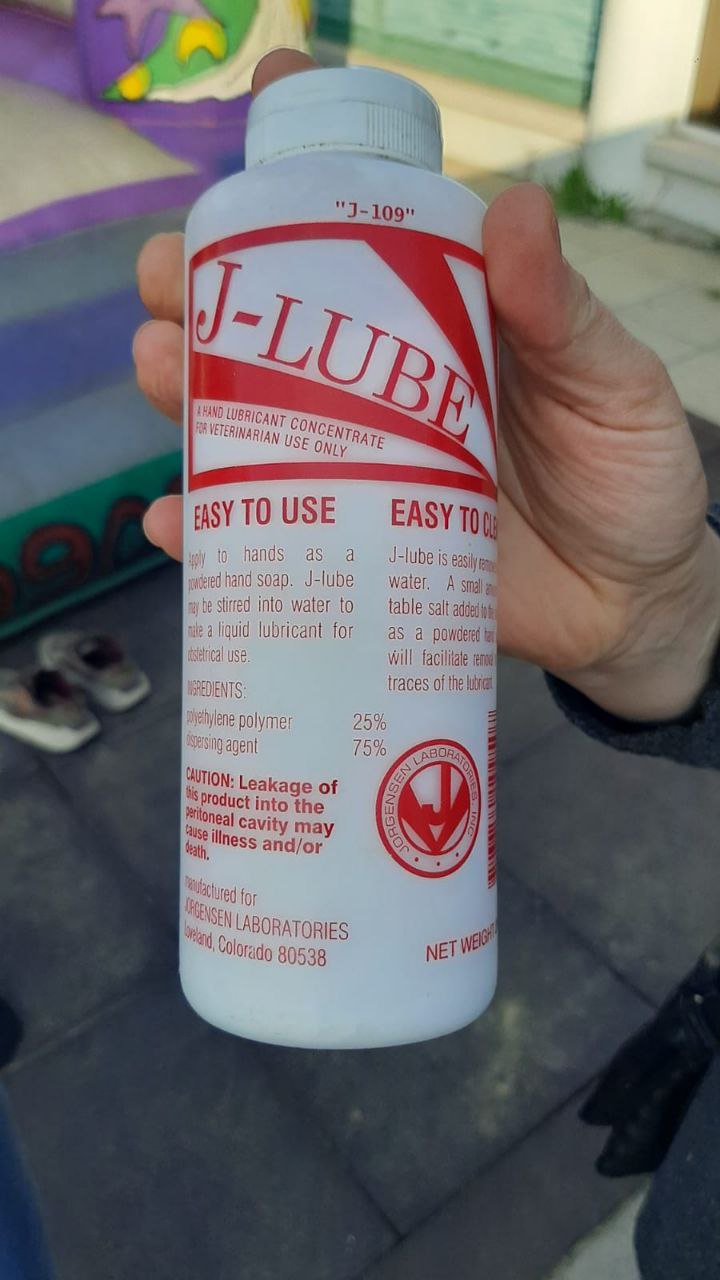 "J-109"
J-LUBE
A HAND LUBRICANT CONCENTRATE
FOR VETERINARIAN USE ONLY
EASY TO USE
Apply to hands as a
powdered hand soap. J-lube
may be stirred into water to
make a liquid lubricant for
obstetrical use.
INGREDIENTS:
polyethylene polymer 25%
dispersing agent 75%
CAUTION: Leakage of
this product into the
peritoneal cavity may
cause illness and/or
death.
manufactured for
JORGENSEN LABORATORIES
Loveland, Colorado 80538
EASY TO
J-lube is easily
water. A small
table salt added to
as a powdered
will facilitate
traces of the lubricant
JORGENSEN LABORATORIES, INC.
J
NET WEIGHT